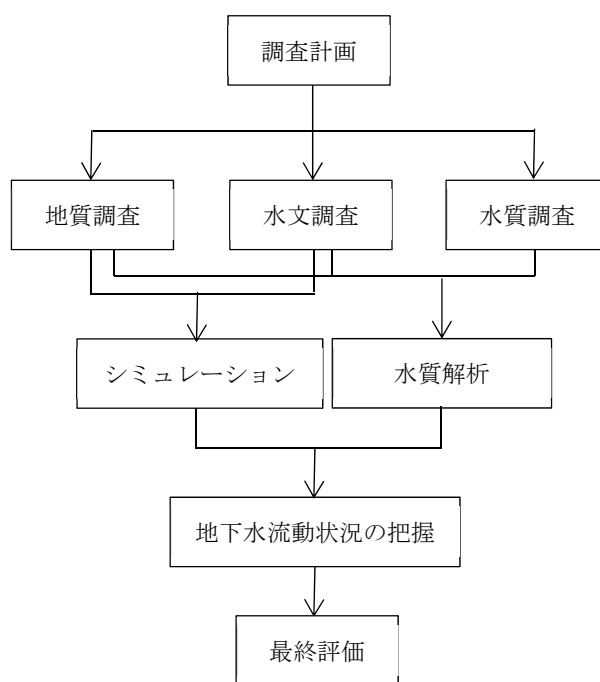 調査計画
地質調査
水文調査
水質調査
シミュレーション
水質解析
地下水流動状況の把握
最終評価